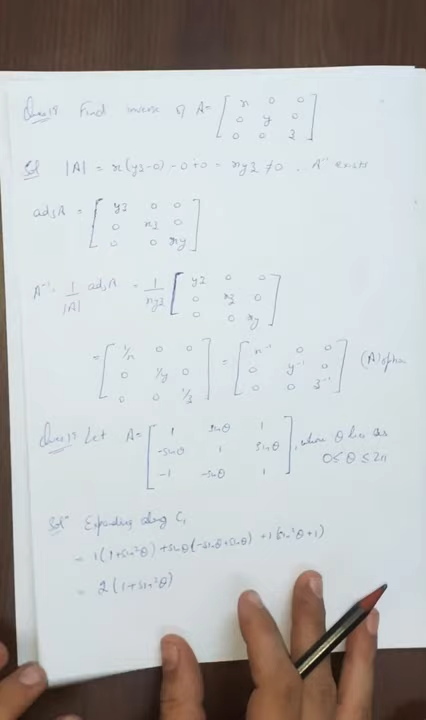 Ques 18 Find inverse of A = [ x 0 0
0 y 0
0 0 z ]
Sol |A| = x(yz-0) - 0 + 0 = xyz ≠ 0 . A⁻¹ exists
adj A = [ yz 0 0
0 xz 0
0 0 xy ]
A⁻¹ = 1/|A| adj A = 1/xyz [ yz 0 0
0 xz 0
0 0 xy ]
= [ 1/x 0 0
0 1/y 0
0 0 1/z ] = [ x⁻¹ 0 0
0 y⁻¹ 0
0 0 z⁻¹ ] (A) option
Ques 19 Let A = [ 1 sinθ 1
-sinθ 1 sinθ
-1 -sinθ 1 ] , where θ lies
0 ≤ θ ≤ 2π
Solⁿ Expanding along C₁
= 1(1+sin²θ) + sinθ(-sinθ+sinθ) + 1(sin²θ+1)
= 2(1+sin²θ)